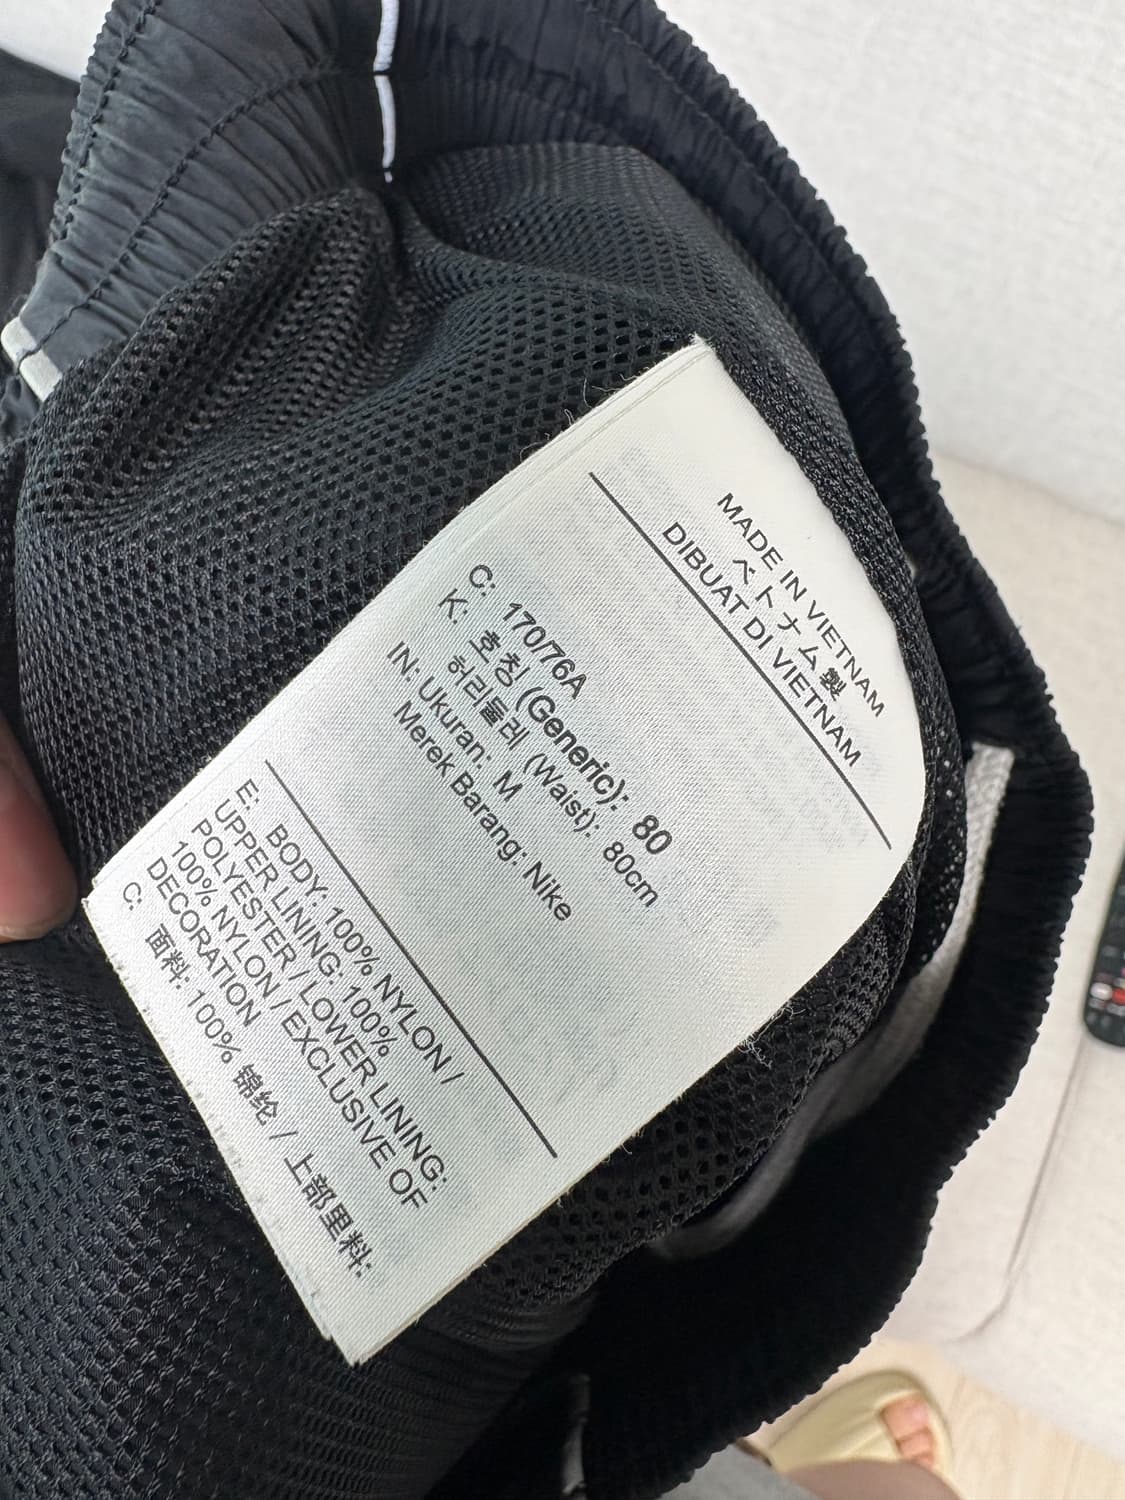 MADE IN VIETNAM
ベトナム製
DIBUAT DI VIETNAM
C: 170/76A
K: 호칭 (Generic): 80
허리둘레 (Waist): 80cm
IN: Ukuran: M
Merek Barang: Nike
E: BODY: 100% NYLON /
UPPER LINING: 100%
POLYESTER / LOWER LINING:
100% NYLON / EXCLUSIVE OF
DECORATION
C: 面料: 100% 锦纶 / 上部里料: